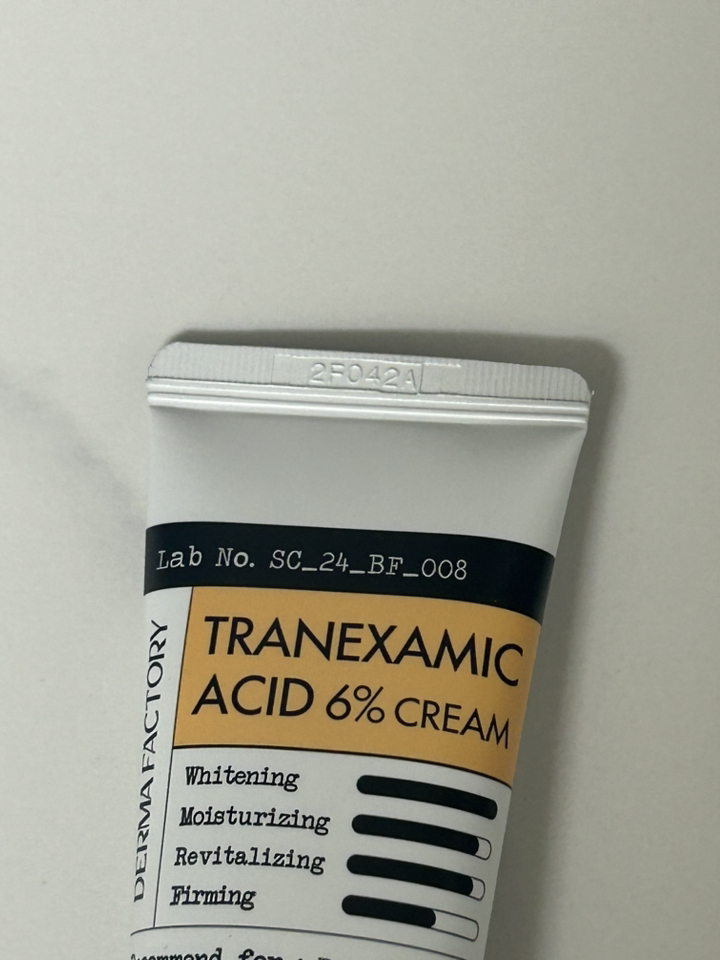 2F042A
Lab No. SC_24_BF_008
DERMA FACTORY
TRANEXAMIC
ACID 6% CREAM
Whitening
Moisturizing
Revitalizing
Firming